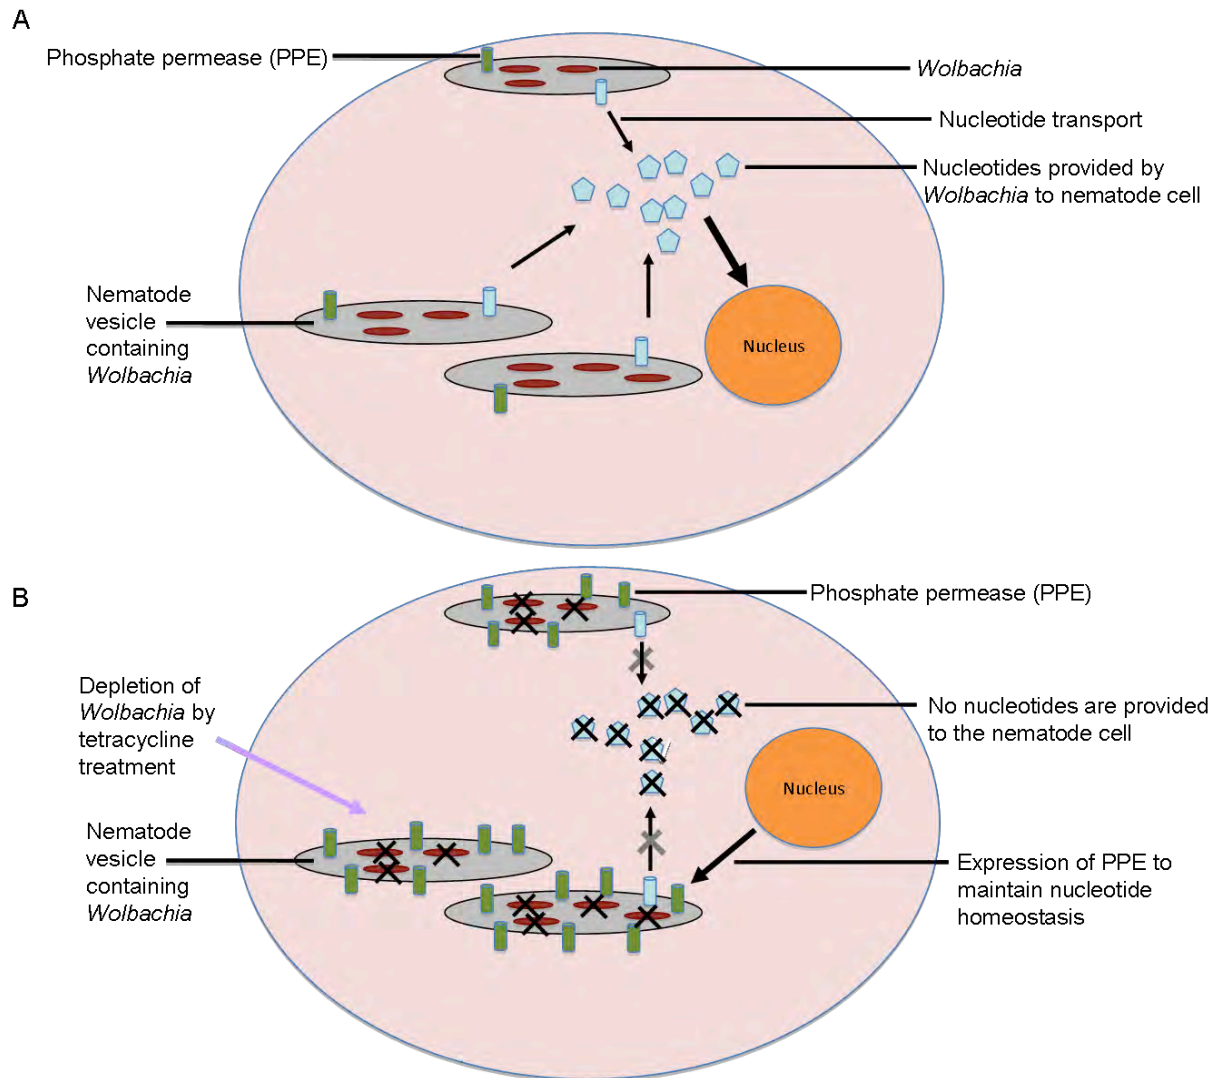 A
Phosphate permease (PPE)
Wolbachia
Nucleotide transport
Nucleotides provided by
Wolbachia to nematode cell
Nematode
vesicle
containing
Wolbachia
Nucleus
B
Phosphate permease (PPE)
Depletion of
Wolbachia by
tetracycline
treatment
No nucleotides are provided
to the nematode cell
Nucleus
Nematode
vesicle
containing
Wolbachia
Expression of PPE to
maintain nucleotide
homeostasis